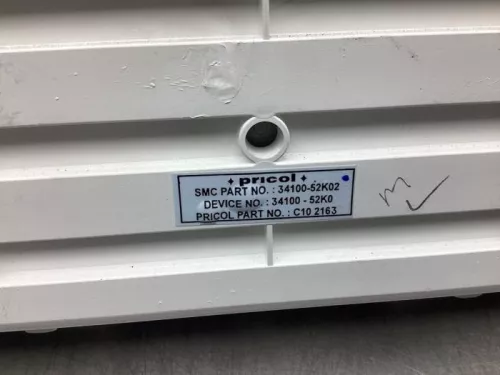 ✦ pricol ✦
SMC PART NO. : 34100-52K02
DEVICE NO. : 34100 - 52K0
PRICOL PART NO. : C10 2163
m ✓